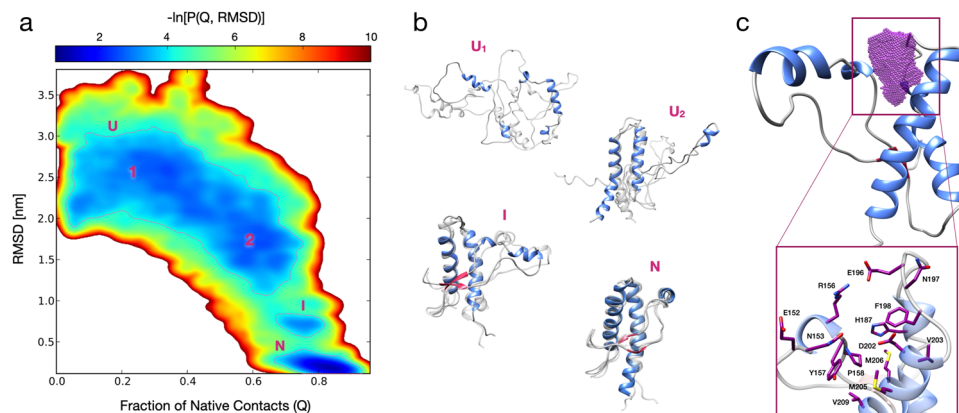 a
-ln[P(Q, RMSD)]
2 4 6 8 10
RMSD [nm]
3.5
3.0
2.5
2.0
1.5
1.0
0.5
U
1
2
I
N
0.0 0.2 0.4 0.6 0.8
Fraction of Native Contacts (Q)
b
U1
U2
I
N
c
E196
N197
R156
F198
E152
H187
N153
D202
V203
M206
Y157
P158
M205
V209